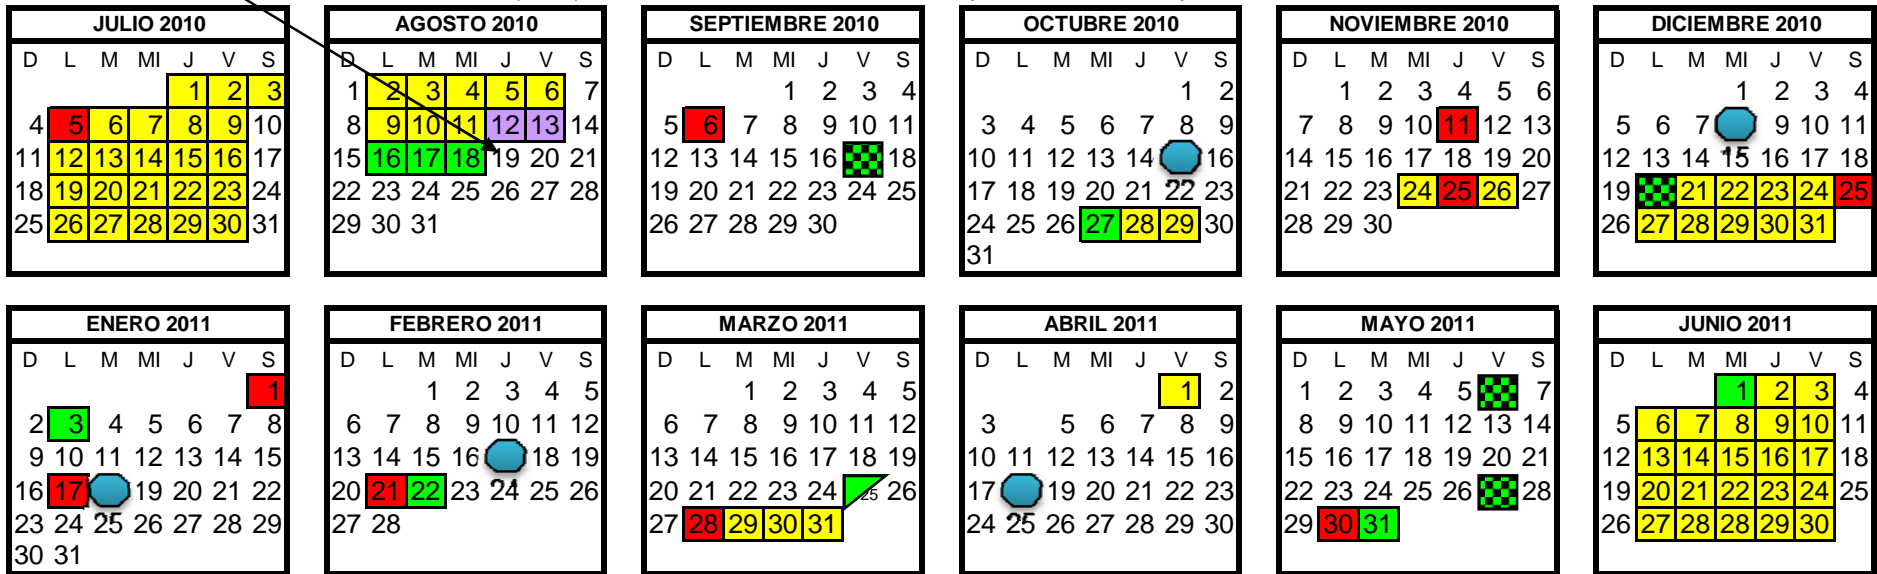 JULIO 2010
D L M MI J V S
1 2 3
4 5 6 7 8 9 10
11 12 13 14 15 16 17
18 19 20 21 22 23 24
25 26 27 28 29 30 31
AGOSTO 2010
D L M MI J V S
1 2 3 4 5 6 7
8 9 10 11 12 13 14
15 16 17 18 19 20 21
22 23 24 25 26 27 28
29 30 31
SEPTIEMBRE 2010
D L M MI J V S
1 2 3 4
5 6 7 8 9 10 11
12 13 14 15 16 18
19 20 21 22 23 24 25
26 27 28 29 30
OCTUBRE 2010
D L M MI J V S
1 2
3 4 5 6 7 8 9
10 11 12 13 14 16
17 18 19 20 21 22 23
24 25 26 27 28 29 30
31
NOVIEMBRE 2010
D L M MI J V S
1 2 3 4 5 6
7 8 9 10 11 12 13
14 15 16 17 18 19 20
21 22 23 24 25 26 27
28 29 30
DICIEMBRE 2010
D L M MI J V S
1 2 3 4
5 6 7 9 10 11
12 13 14 15 16 17 18
19 21 22 23 24 25
26 27 28 29 30 31
ENERO 2011
D L M MI J V S
1
2 3 4 5 6 7 8
9 10 11 12 13 14 15
16 17 19 20 21 22
23 24 25 26 27 28 29
30 31
FEBRERO 2011
D L M MI J V S
1 2 3 4 5
6 7 8 9 10 11 12
13 14 15 16 18 19
20 21 22 23 24 25 26
27 28
MARZO 2011
D L M MI J V S
1 2 3 4 5
6 7 8 9 10 11 12
13 14 15 16 17 18 19
20 21 22 23 24 25 26
27 28 29 30 31
ABRIL 2011
D L M MI J V S
1 2
3 5 6 7 8 9
10 11 12 13 14 15 16
17 19 20 21 22 23
24 25 26 27 28 29 30
MAYO 2011
D L M MI J V S
1 2 3 4 5 7
8 9 10 11 12 13 14
15 16 17 18 19 20 21
22 23 24 25 26 28
29 30 31
JUNIO 2011
D L M MI J V S
1 2 3 4
5 6 7 8 9 10 11
12 13 14 15 16 17 18
19 20 21 22 23 24 25
26 27 28 28 29 30